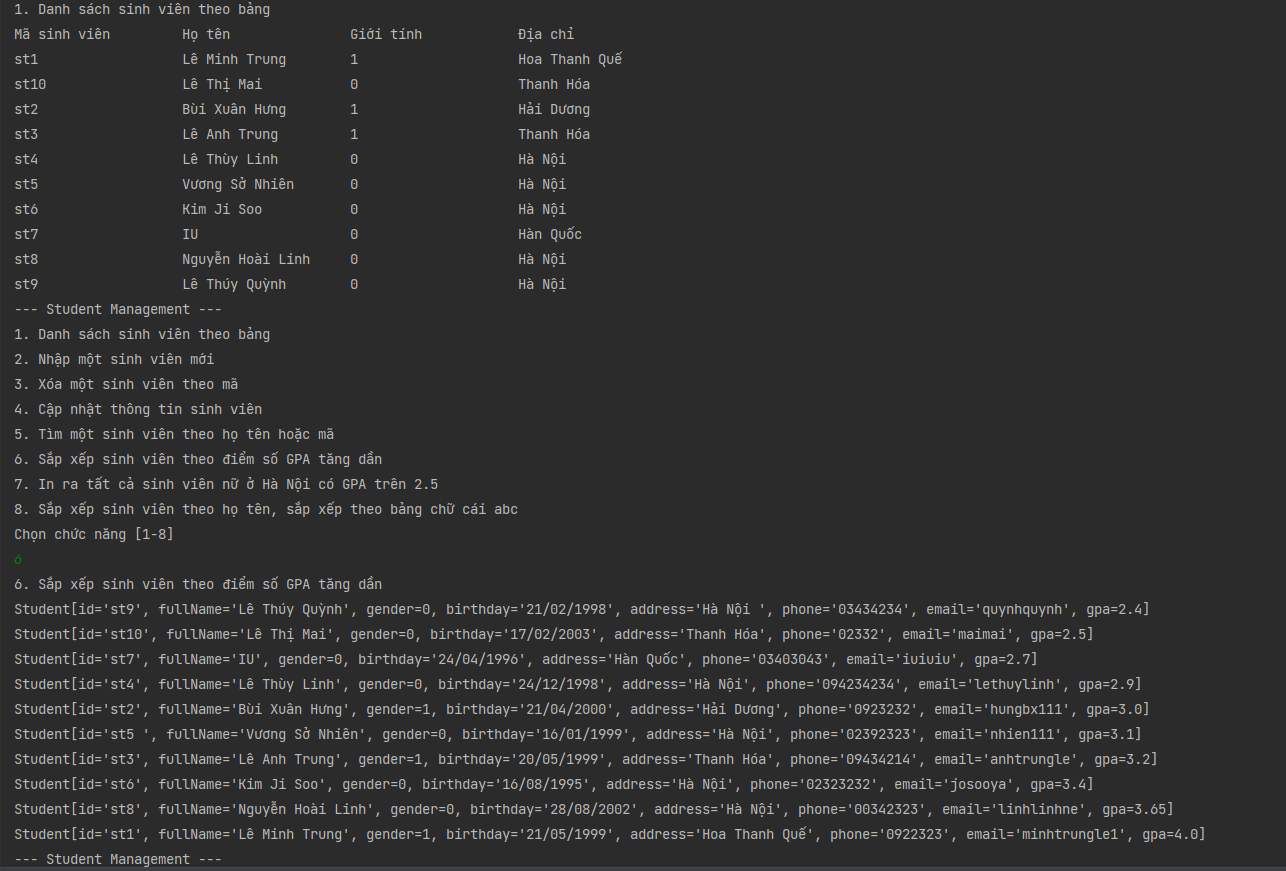 1. Danh sách sinh viên theo bảng
Mã sinh viên Họ tên Giới tính Địa chỉ
st1 Lê Minh Trung 1 Hoa Thanh Quế
st10 Lê Thị Mai 0 Thanh Hóa
st2 Bùi Xuân Hưng 1 Hải Dương
st3 Lê Anh Trung 1 Thanh Hóa
st4 Lê Thùy Linh 0 Hà Nội
st5 Vương Sở Nhiên 0 Hà Nội
st6 Kim Ji Soo 0 Hà Nội
st7 IU 0 Hàn Quốc
st8 Nguyễn Hoài Linh 0 Hà Nội
st9 Lê Thúy Quỳnh 0 Hà Nội
--- Student Management ---
1. Danh sách sinh viên theo bảng
2. Nhập một sinh viên mới
3. Xóa một sinh viên theo mã
4. Cập nhật thông tin sinh viên
5. Tìm một sinh viên theo họ tên hoặc mã
6. Sắp xếp sinh viên theo điểm số GPA tăng dần
7. In ra tất cả sinh viên nữ ở Hà Nội có GPA trên 2.5
8. Sắp xếp sinh viên theo họ tên, sắp xếp theo bảng chữ cái abc
Chọn chức năng [1-8]
6
6. Sắp xếp sinh viên theo điểm số GPA tăng dần
Student[id='st9', fullName='Lê Thúy Quỳnh', gender=0, birthday='21/02/1998', address='Hà Nội ', phone='03434234', email='quynhquynh', gpa=2.4]
Student[id='st10', fullName='Lê Thị Mai', gender=0, birthday='17/02/2003', address='Thanh Hóa', phone='02332', email='maimai', gpa=2.5]
Student[id='st7', fullName='IU', gender=0, birthday='24/04/1996', address='Hàn Quốc', phone='03403043', email='iuiuiu', gpa=2.7]
Student[id='st4', fullName='Lê Thùy Linh', gender=0, birthday='24/12/1998', address='Hà Nội', phone='094234234', email='lethuylinh', gpa=2.9]
Student[id='st2', fullName='Bùi Xuân Hưng', gender=1, birthday='21/04/2000', address='Hải Dương', phone='0923232', email='hungbx111', gpa=3.0]
Student[id='st5 ', fullName='Vương Sở Nhiên', gender=0, birthday='16/01/1999', address='Hà Nội', phone='02392323', email='nhien111', gpa=3.1]
Student[id='st3', fullName='Lê Anh Trung', gender=1, birthday='20/05/1999', address='Thanh Hóa', phone='09434214', email='anhtrungle', gpa=3.2]
Student[id='st6', fullName='Kim Ji Soo', gender=0, birthday='16/08/1995', address='Hà Nội', phone='02323232', email='josooya', gpa=3.4]
Student[id='st8', fullName='Nguyễn Hoài Linh', gender=0, birthday='28/08/2002', address='Hà Nội', phone='00342323', email='linhlinhne', gpa=3.65]
Student[id='st1', fullName='Lê Minh Trung', gender=1, birthday='21/05/1999', address='Hoa Thanh Quế', phone='0922323', email='minhtrungle1', gpa=4.0]
--- Student Management ---